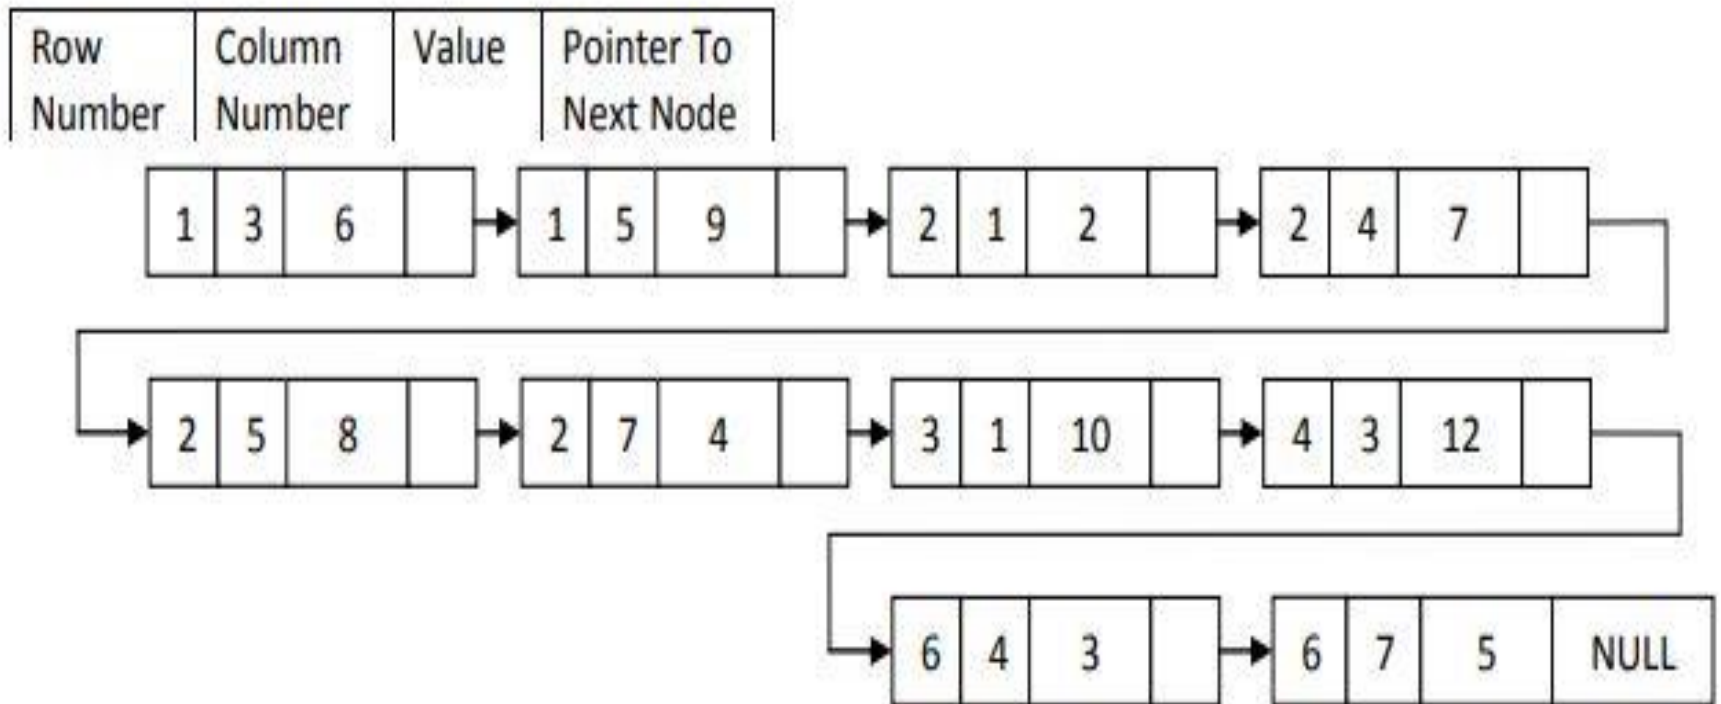 Row Column Value Pointer To
Number Number Next Node
1 3 6 1 5 9 2 1 2 2 4 7
2 5 8 2 7 4 3 1 10 4 3 12
6 4 3 6 7 5 NULL